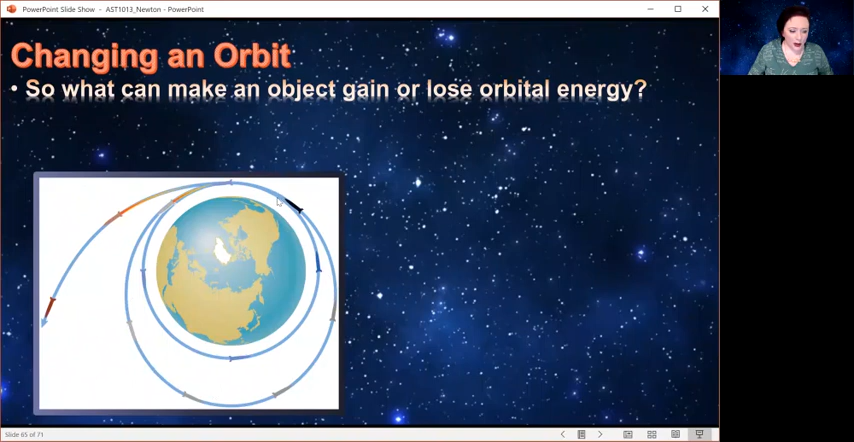 PowerPoint Slide Show - AST1013_Newton - PowerPoint
Changing an Orbit
• So what can make an object gain or lose orbital energy?
Slide 65 of 71